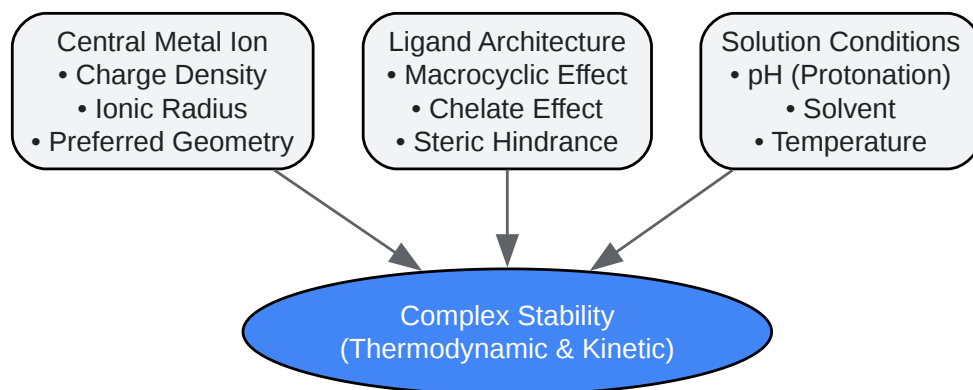 Central Metal Ion
• Charge Density
• Ionic Radius
• Preferred Geometry
Ligand Architecture
• Macrocyclic Effect
• Chelate Effect
• Steric Hindrance
Solution Conditions
• pH (Protonation)
• Solvent
• Temperature
Complex Stability
(Thermodynamic & Kinetic)